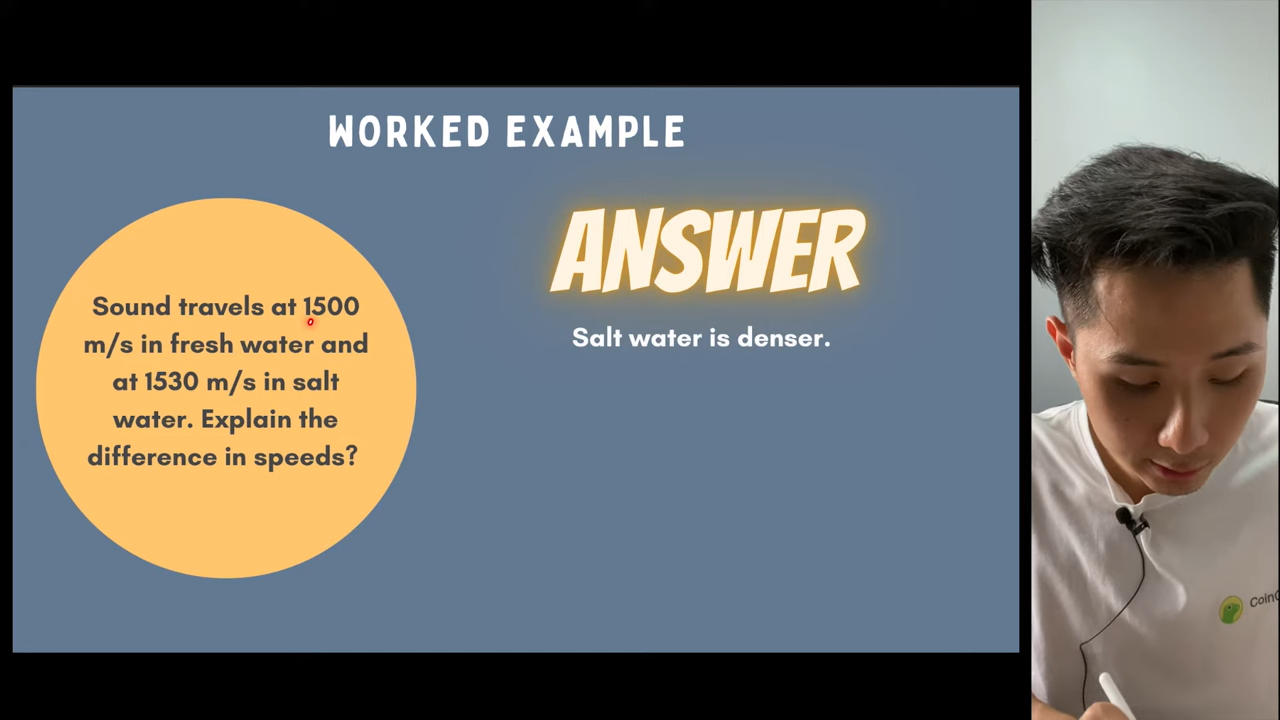 WORKED EXAMPLE
ANSWER
Salt water is denser.
Sound travels at 1500
m/s in fresh water and
at 1530 m/s in salt
water. Explain the
difference in speeds?